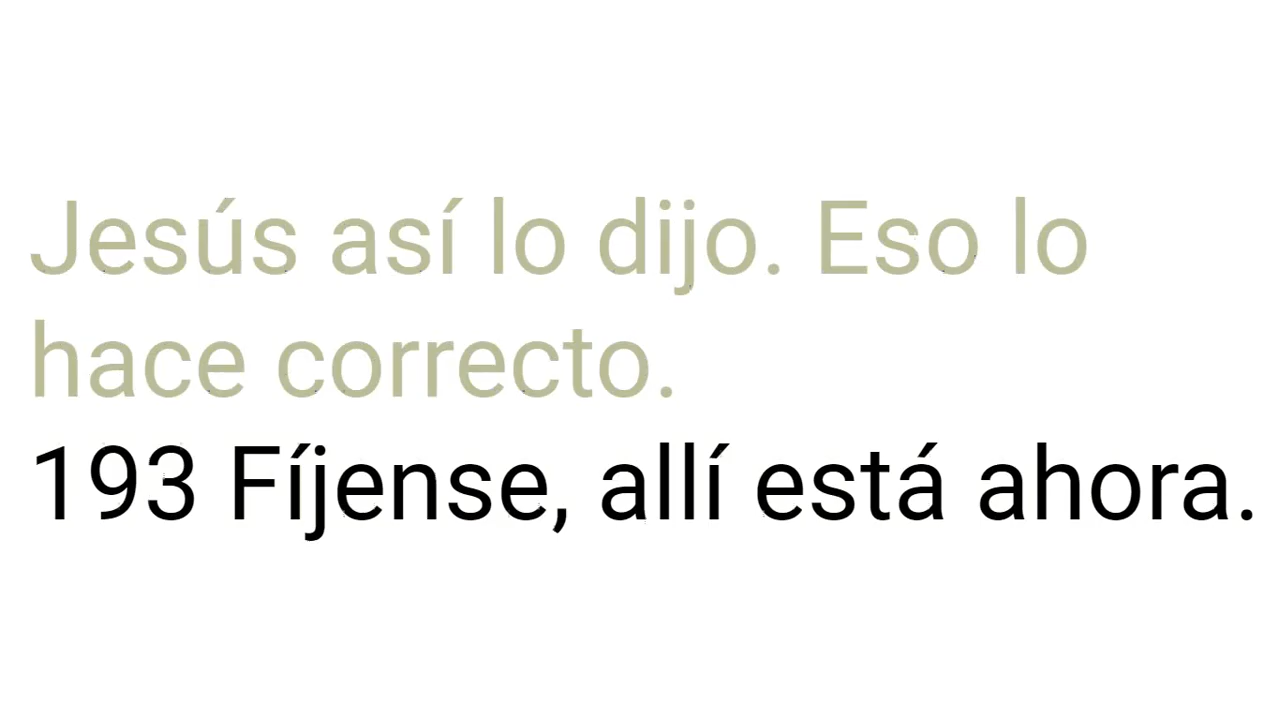 Jesús así lo dijo. Eso lo
hace correcto.
193 Fíjense, allí está ahora.